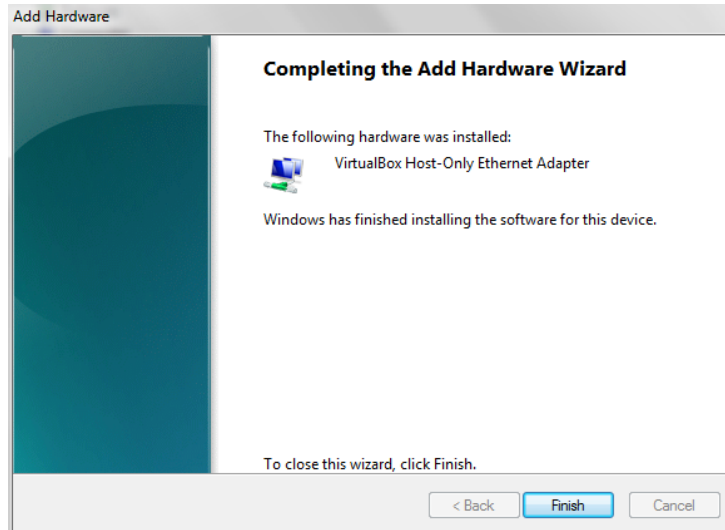 Add Hardware
Completing the Add Hardware Wizard
The following hardware was installed:
VirtualBox Host-Only Ethernet Adapter
Windows has finished installing the software for this device.
To close this wizard, click Finish.
< Back
Finish
Cancel